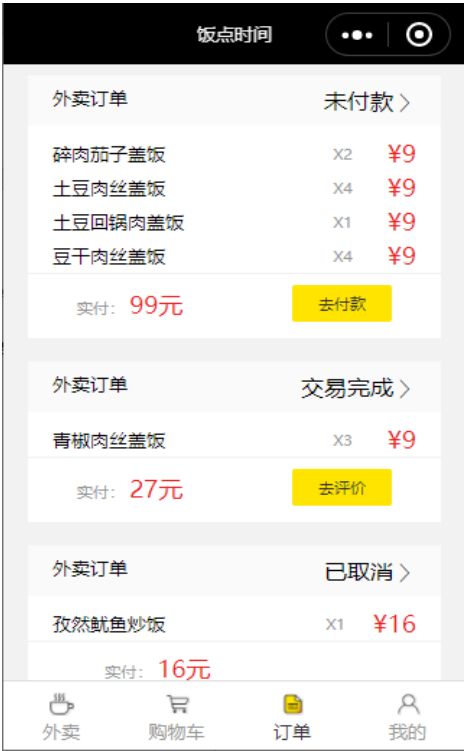 饭点时间
外卖订单 未付款
碎肉茄子盖饭 X2 ¥9
土豆肉丝盖饭 X4 ¥9
土豆回锅肉盖饭 X1 ¥9
豆干肉丝盖饭 X4 ¥9
实付: 99元 去付款
外卖订单 交易完成
青椒肉丝盖饭 X3 ¥9
实付: 27元 去评价
外卖订单 已取消
孜然鱿鱼炒饭 X1 ¥16
实付: 16元
外卖 购物车 订单 我的